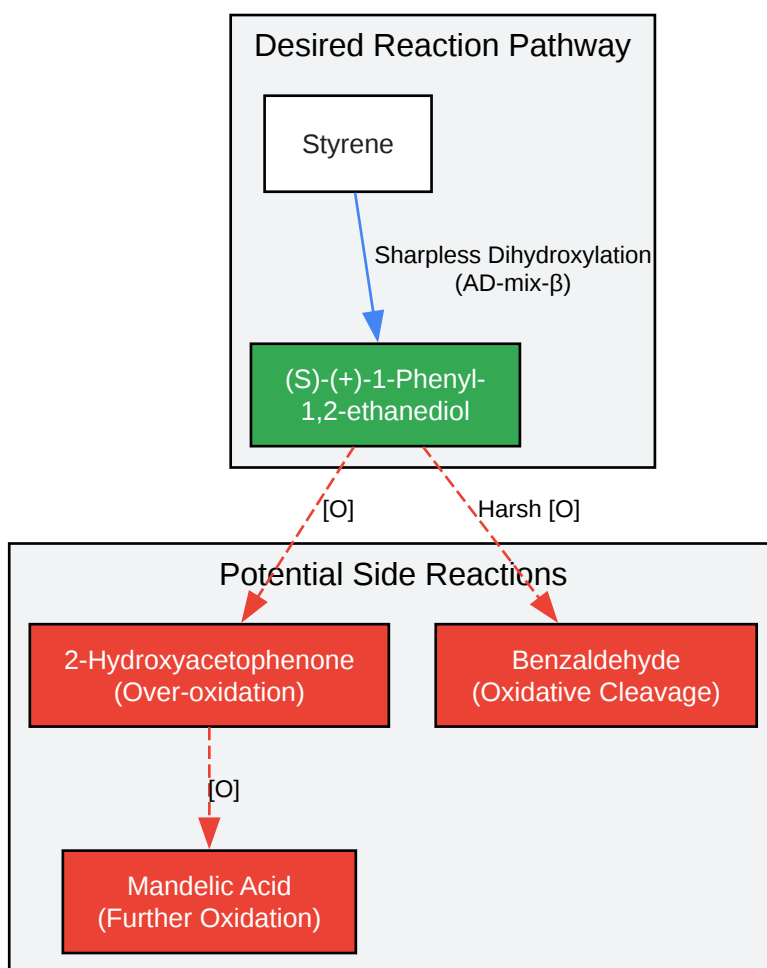 Desired Reaction Pathway
Styrene
Sharpless Dihydroxylation
(AD-mix-β)
(S)-(+)-1-Phenyl-
1,2-ethanediol
[O]
Harsh [O]
Potential Side Reactions
2-Hydroxyacetophenone
(Over-oxidation)
Benzaldehyde
(Oxidative Cleavage)
[O]
Mandelic Acid
(Further Oxidation)